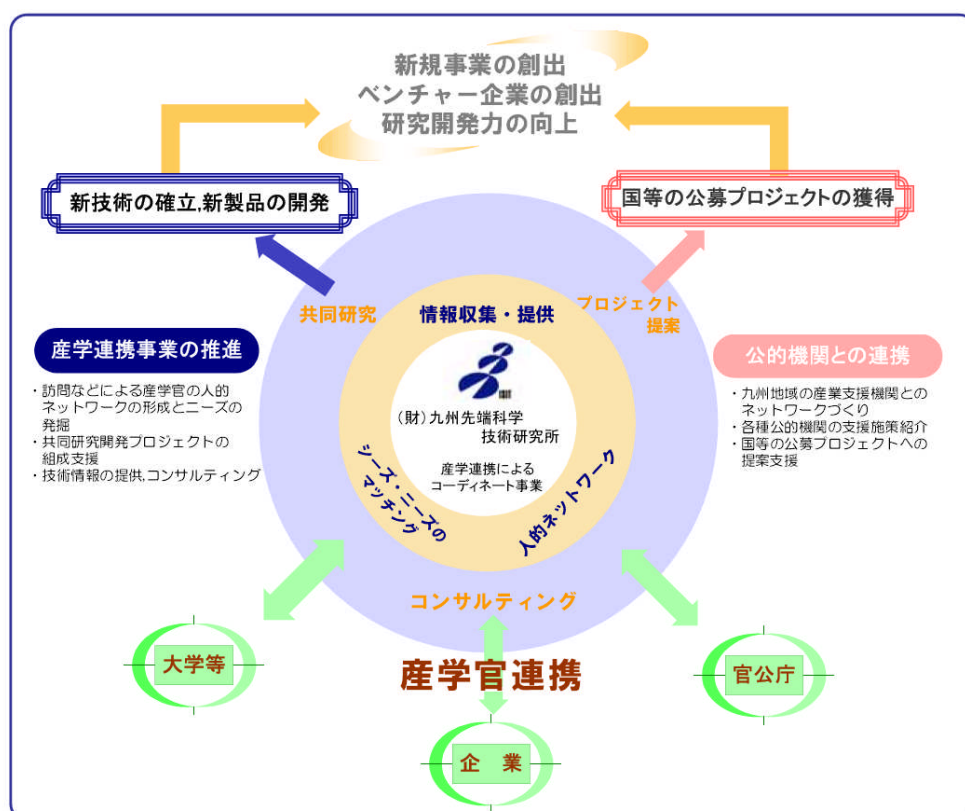 新規事業の創出
ベンチャー企業の創出
研究開発力の向上
新技術の確立,新製品の開発
国等の公募プロジェクトの獲得
共同研究
情報収集・提供
プロジェクト
提案
産学連携事業の推進
・訪問などによる産学官の人的
ネットワークの形成とニーズの
発掘
・共同研究開発プロジェクトの
組成支援
・技術情報の提供,コンサルティング
(財)九州先端科学
技術研究所
産学連携による
コーディネート事業
公的機関との連携
・九州地域の産業支援機関との
ネットワークづくり
・各種公的機関の支援施策紹介
・国等の公募プロジェクトへの
提案支援
シーズ・ニーズの
マッチング
人的ネットワーク
コンサルティング
産学官連携
大学等
官公庁
企 業